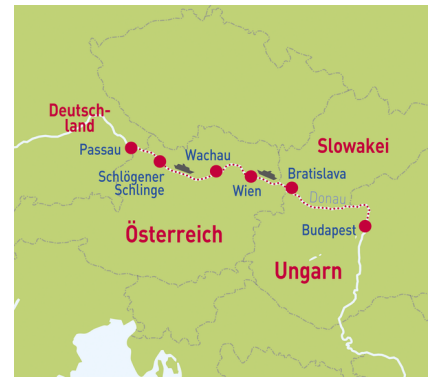 Deutsch-
land
Passau
Schlögener
Schlinge
Wachau
Wien
Slowakei
Bratislava
Donau
Budapest
Österreich
Ungarn